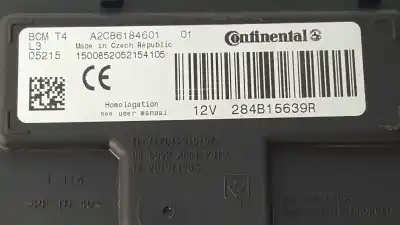 BCM T4 A2C86184601 01
L3 Made in Czech Republic
05215 1500852052154105
Continental
CE
Homologation
see user manual
12V 284B15639R